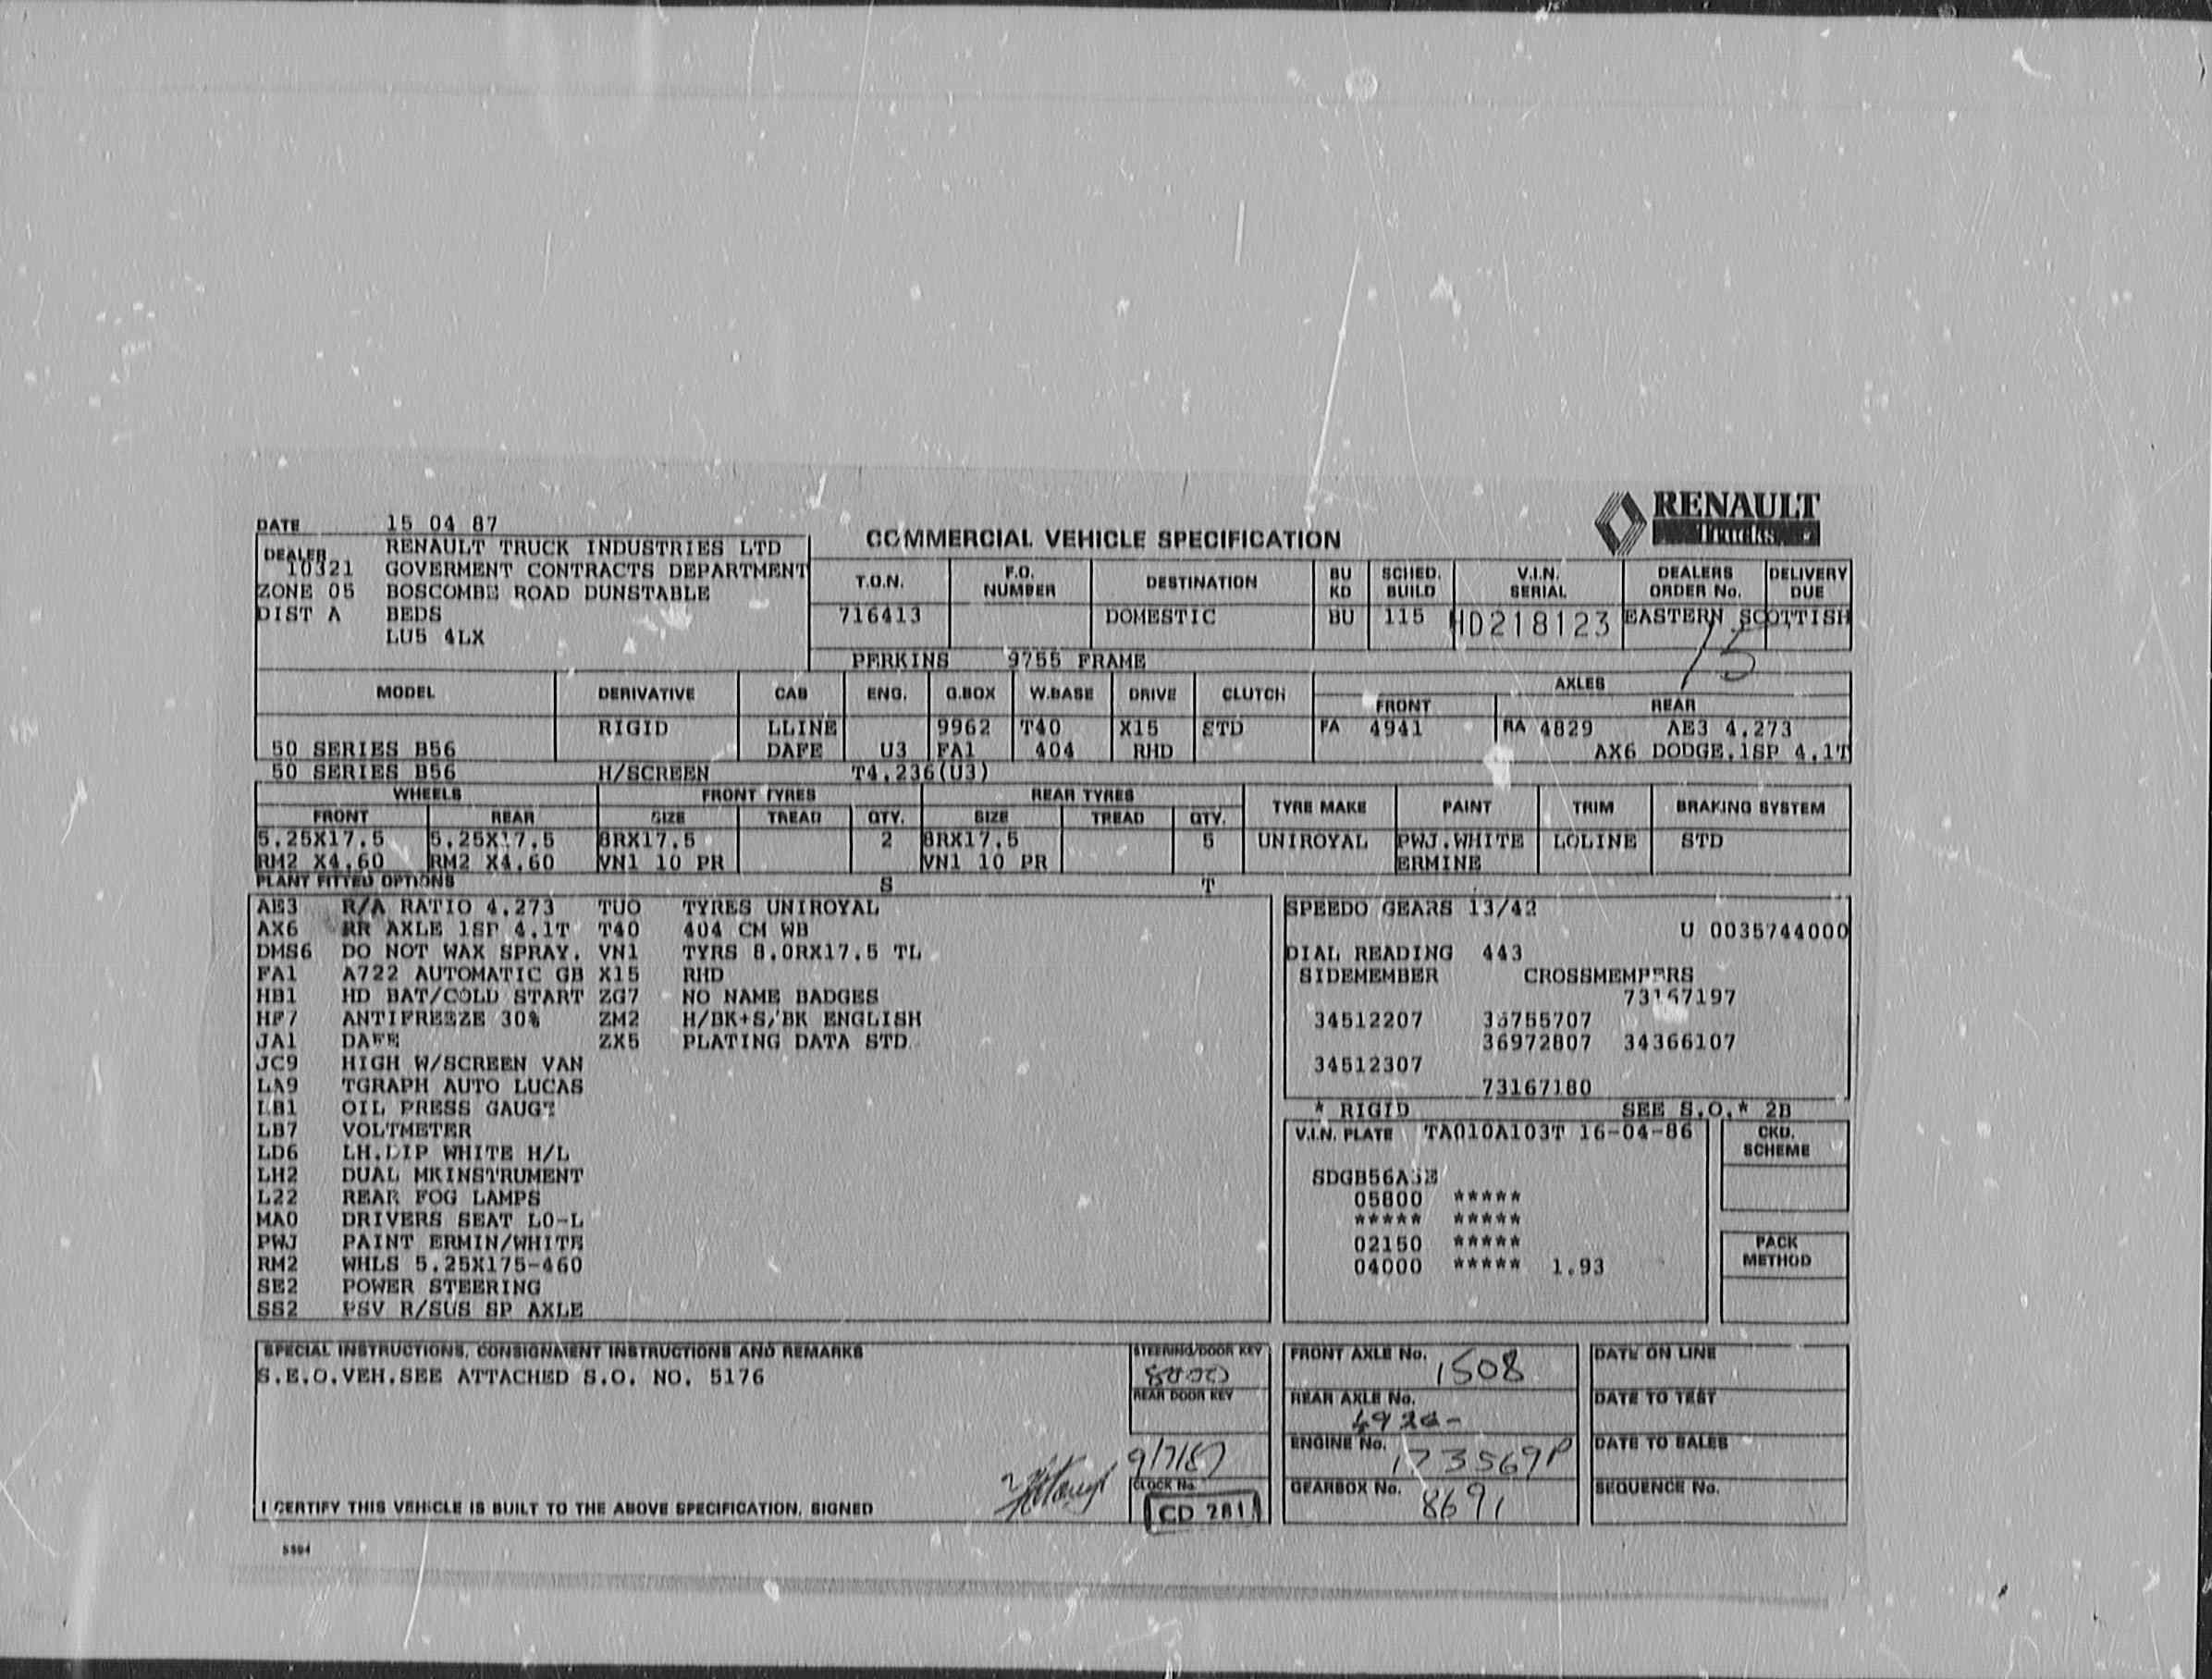 RENAULT
Trucks
DATE 15 04 87
COMMERCIAL VEHICLE SPECIFICATION
DEALER RENAULT TRUCK INDUSTRIES LTD
10321 GOVERMENT CONTRACTS DEPARTMENT
ZONE 05 BOSCOMBE ROAD DUNSTABLE
DIST A BEDS
LU5 4LX
T.O.N. F.O. NUMBER DESTINATION BU KD SCHED. BUILD V.I.N. SERIAL DEALERS ORDER No. DELIVERY DUE
716413 DOMESTIC BU 115 HD218123 EASTERN SCOTTISH
15
PERKINS 9755 FRAME
MODEL DERIVATIVE CAB ENG. G.BOX W.BASE DRIVE CLUTCH AXLES
FRONT REAR
RIGID LLINE 9962 T40 X15 STD FA 4941 RA 4829 AE3 4.273
50 SERIES B56 DAFE U3 FA1 404 RHD AX6 DODGE.1SP 4.1T
50 SERIES B56 H/SCREEN T4.236(U3)
WHEELS FRONT TYRES REAR TYRES TYRE MAKE PAINT TRIM BRAKING SYSTEM
FRONT REAR SIZE TREAD QTY. SIZE TREAD QTY.
5.25X17.5 5.25X17.5 8RX17.5 2 8RX17.5 5 UNIROYAL PWJ.WHITE LOLINE STD
RM2 X4.60 RM2 X4.60 VN1 10 PR VN1 10 PR ERMINE
PLANT FITTED OPTIONS S T
AE3 R/A RATIO 4.273 TUO TYRES UNIROYAL
AX6 RR AXLE 1SP 4.1T T40 404 CM WB
DMS6 DO NOT WAX SPRAY. VN1 TYRS 8.0RX17.5 TL
FA1 A722 AUTOMATIC GB X15 RHD
HB1 HD BAT/COLD START ZG7 NO NAME BADGES
HF7 ANTIFREEZE 30% ZM2 H/BK+S/BK ENGLISH
JA1 DAFE ZX5 PLATING DATA STD
JC9 HIGH W/SCREEN VAN
LA9 TGRAPH AUTO LUCAS
LB1 OIL PRESS GAUGE
LB7 VOLTMETER
LD6 LH.DIP WHITE H/L
LH2 DUAL MKINSTRUMENT
L22 REAR FOG LAMPS
MA0 DRIVERS SEAT LO-L
PWJ PAINT ERMIN/WHITE
RM2 WHLS 5.25X175-460
SE2 POWER STEERING
SS2 PSV R/SUS SP AXLE
SPEEDO GEARS 13/42
U 0035744000
DIAL READING 443
SIDEMEMBER CROSSMEMBERS
73167197
34512207 36755707
36972807 34366107
34512307
73167180
* RIGID SEE S.O.* 2B
V.I.N. PLATE TA010A103T 16-04-86
SDGB56A3E
05800 *****
***** *****
02150 *****
04000 ***** 1.93
CKD. SCHEME
PACK METHOD
SPECIAL INSTRUCTIONS, CONSIGNMENT INSTRUCTIONS AND REMARKS
S.E.O.VEH.SEE ATTACHED S.O. NO. 5176
I CERTIFY THIS VEHICLE IS BUILT TO THE ABOVE SPECIFICATION. SIGNED
STEERING/DOOR KEY
REAR DOOR KEY
9/7/87
CLOCK No.
CD 281
FRONT AXLE No. 1508
REAR AXLE No.
ENGINE No. 173569P
GEARBOX No. 8691
DATE ON LINE
DATE TO TEST
DATE TO SALES
SEQUENCE No.
5504